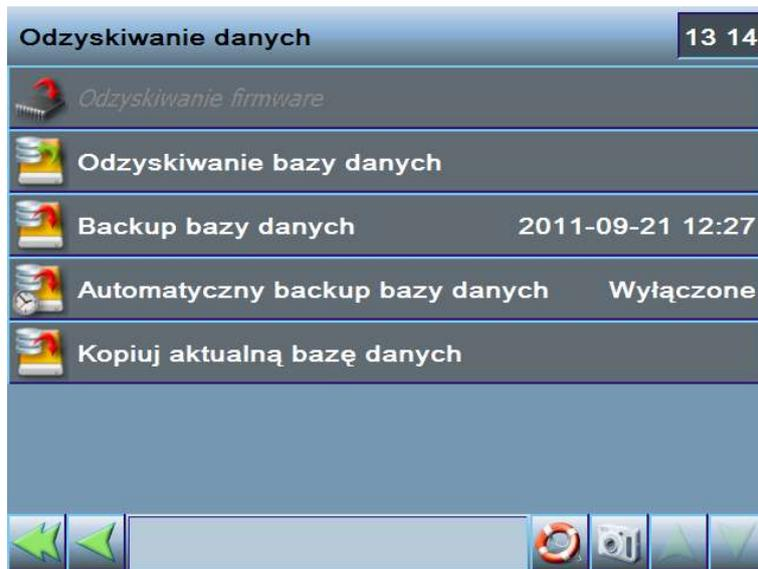 Odzyskiwanie danych 13 14
Odzyskiwanie firmware
Odzyskiwanie bazy danych
Backup bazy danych 2011-09-21 12:27
Automatyczny backup bazy danych Wyłączone
Kopiuj aktualną bazę danych